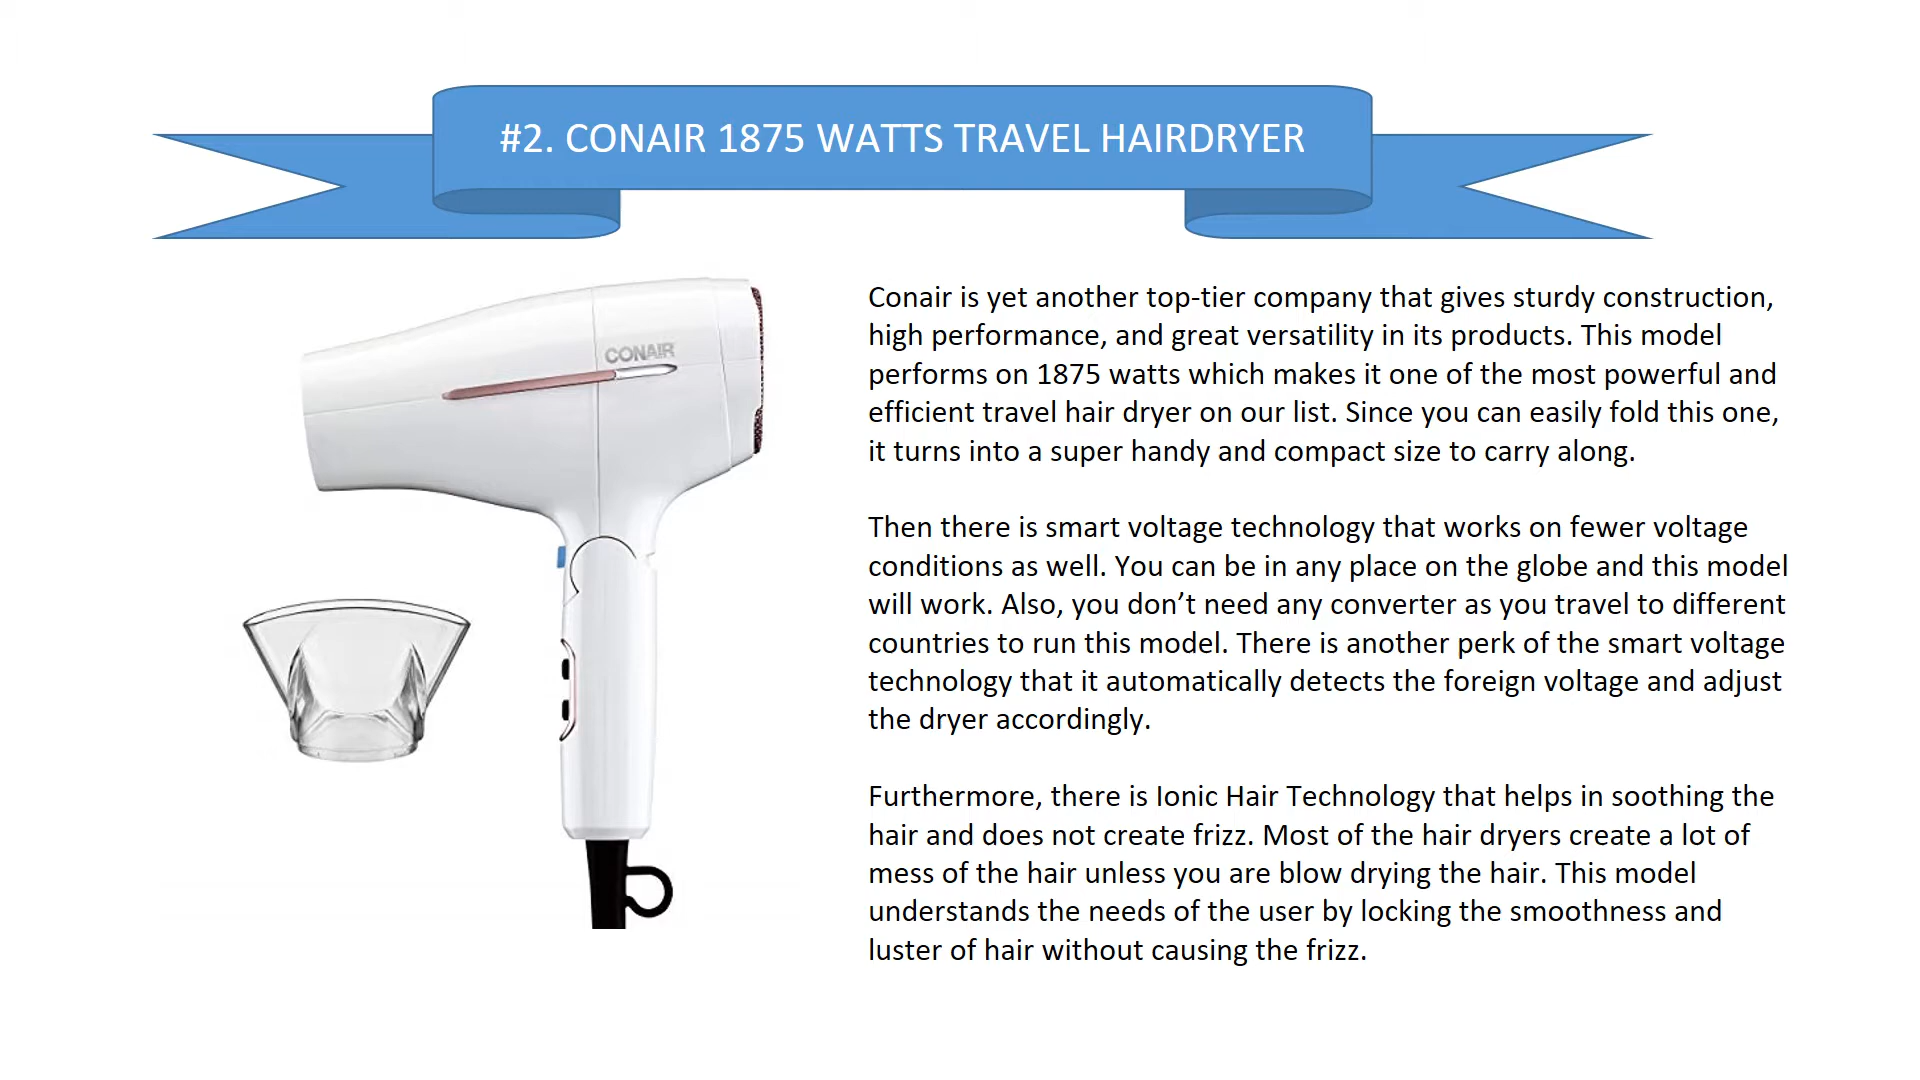 #2. CONAIR 1875 WATTS TRAVEL HAIRDRYER
CONAIR
Conair is yet another top-tier company that gives sturdy construction,
high performance, and great versatility in its products. This model
performs on 1875 watts which makes it one of the most powerful and
efficient travel hair dryer on our list. Since you can easily fold this one,
it turns into a super handy and compact size to carry along.
Then there is smart voltage technology that works on fewer voltage
conditions as well. You can be in any place on the globe and this model
will work. Also, you don’t need any converter as you travel to different
countries to run this model. There is another perk of the smart voltage
technology that it automatically detects the foreign voltage and adjust
the dryer accordingly.
Furthermore, there is Ionic Hair Technology that helps in soothing the
hair and does not create frizz. Most of the hair dryers create a lot of
mess of the hair unless you are blow drying the hair. This model
understands the needs of the user by locking the smoothness and
luster of hair without causing the frizz.